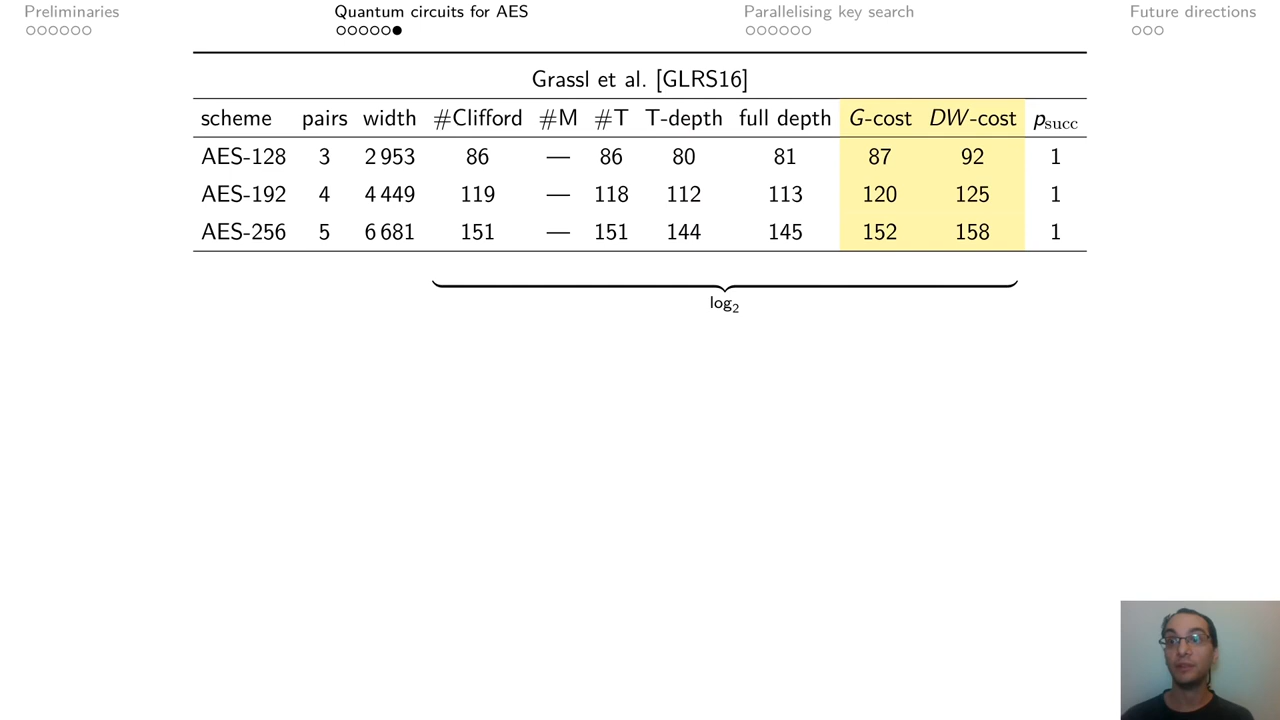 Preliminaries Quantum circuits for AES Parallelising key search Future directions
Grassl et al. [GLRS16]
scheme pairs width #Clifford #M #T T-depth full depth G-cost DW-cost p_succ
AES-128 3 2 953 86 — 86 80 81 87 92 1
AES-192 4 4 449 119 — 118 112 113 120 125 1
AES-256 5 6 681 151 — 151 144 145 152 158 1
log₂